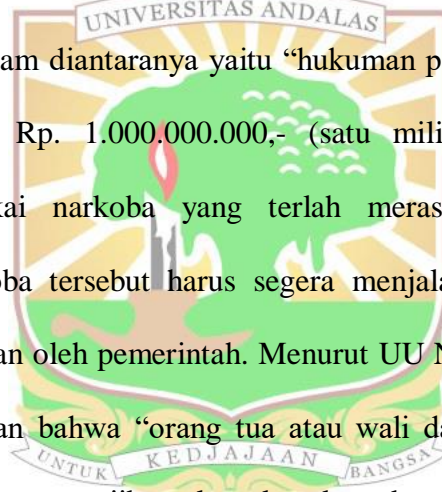 UNIVERSITAS ANDALAS
am diantaranya yaitu “hukuman p
Rp. 1.000.000.000,- (satu mili
kai narkoba yang terlah meras
ba tersebut harus segera menjala
an oleh pemerintah. Menurut UU N
an bahwa “orang tua atau wali da
UNTUK KEDJAJAAN BANGSA